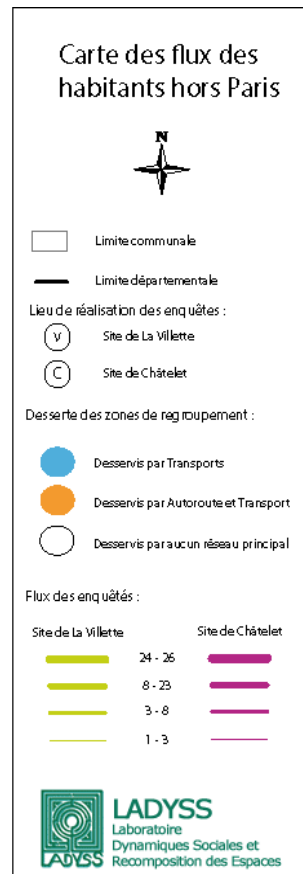 Carte des flux des
habitants hors Paris
N
Limite communale
Limite départementale
Lieu de réalisation des enquêtes :
V Site de La Villette
C Site de Châtelet
Desserte des zones de regroupement :
Desservis par Transports
Desservis par Autoroute et Transport
Desservis par aucun réseau principal
Flux des enquêtés :
Site de La Villette Site de Châtelet
24 - 26
8 - 23
3 - 8
1 - 3
LADYSS
Laboratoire
Dynamiques Sociales et
Recomposition des Espaces
LADYSS